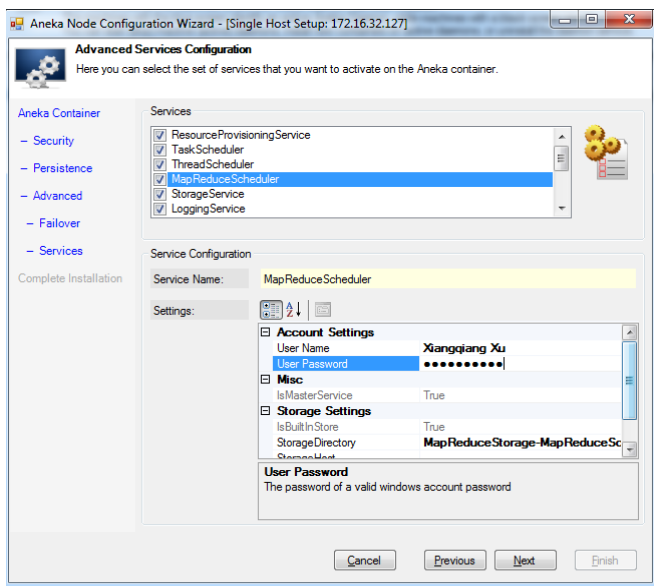 Aneka Node Configuration Wizard - [Single Host Setup: 172.16.32.127]
Advanced Services Configuration
Here you can select the set of services that you want to activate on the Aneka container.
Aneka Container
– Security
– Persistence
– Advanced
– Failover
– Services
Complete Installation
Services
ResourceProvisioningService
TaskScheduler
ThreadScheduler
MapReduceScheduler
StorageService
LoggingService
Service Configuration
Service Name: MapReduceScheduler
Settings:
Account Settings
User Name Xiangqiang Xu
User Password ●●●●●●●●●●
Misc
IsMasterService True
Storage Settings
IsBuiltInStore True
StorageDirectory MapReduceStorage-MapReduceSc
User Password
The password of a valid windows account password
Cancel Previous Next Finish